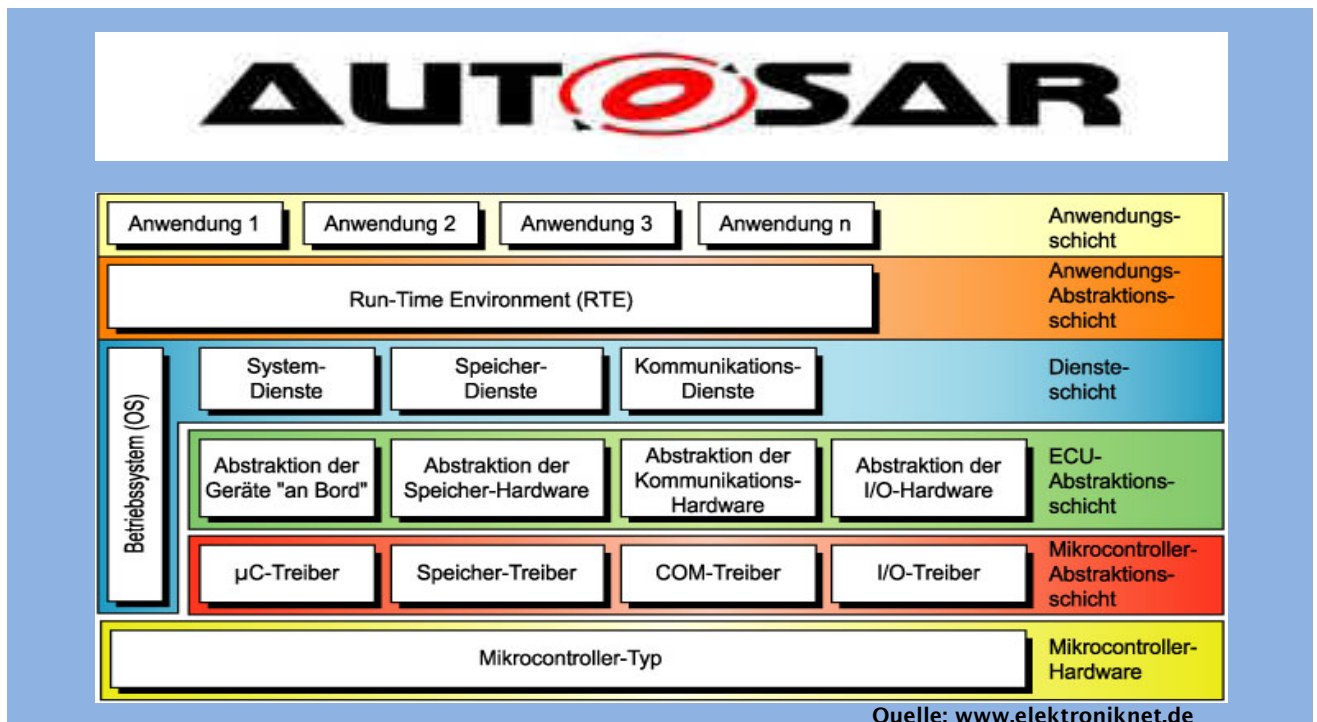 AUTOSAR
Anwendung 1
Anwendung 2
Anwendung 3
Anwendung n
Anwendungs-
schicht
Run-Time Environment (RTE)
Anwendungs-
Abstraktions-
schicht
Betriebssystem (OS)
System-
Dienste
Speicher-
Dienste
Kommunikations-
Dienste
Dienste-
schicht
Abstraktion der
Geräte "an Bord"
Abstraktion der
Speicher-Hardware
Abstraktion der
Kommunikations-
Hardware
Abstraktion der
I/O-Hardware
ECU-
Abstraktions-
schicht
µC-Treiber
Speicher-Treiber
COM-Treiber
I/O-Treiber
Mikrocontroller-
Abstraktions-
schicht
Mikrocontroller-Typ
Mikrocontroller-
Hardware
Quelle: www.elektroniknet.de